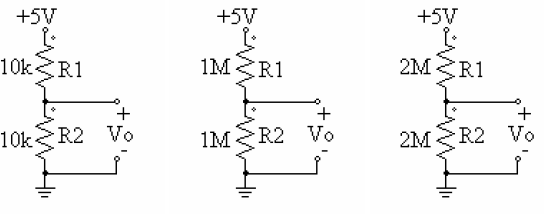 +5V +5V +5V
10k R1 1M R1 2M R1
+ + +
10k R2 Vo 1M R2 Vo 2M R2 Vo
- - -